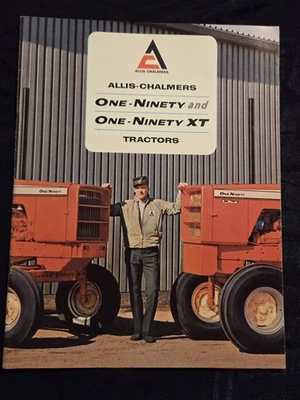 ALLIS-CHALMERS
ALLIS-CHALMERS
ONE-NINETY and
ONE-NINETY XT
TRACTORS
ONE-NINETY
ONE-NINETY